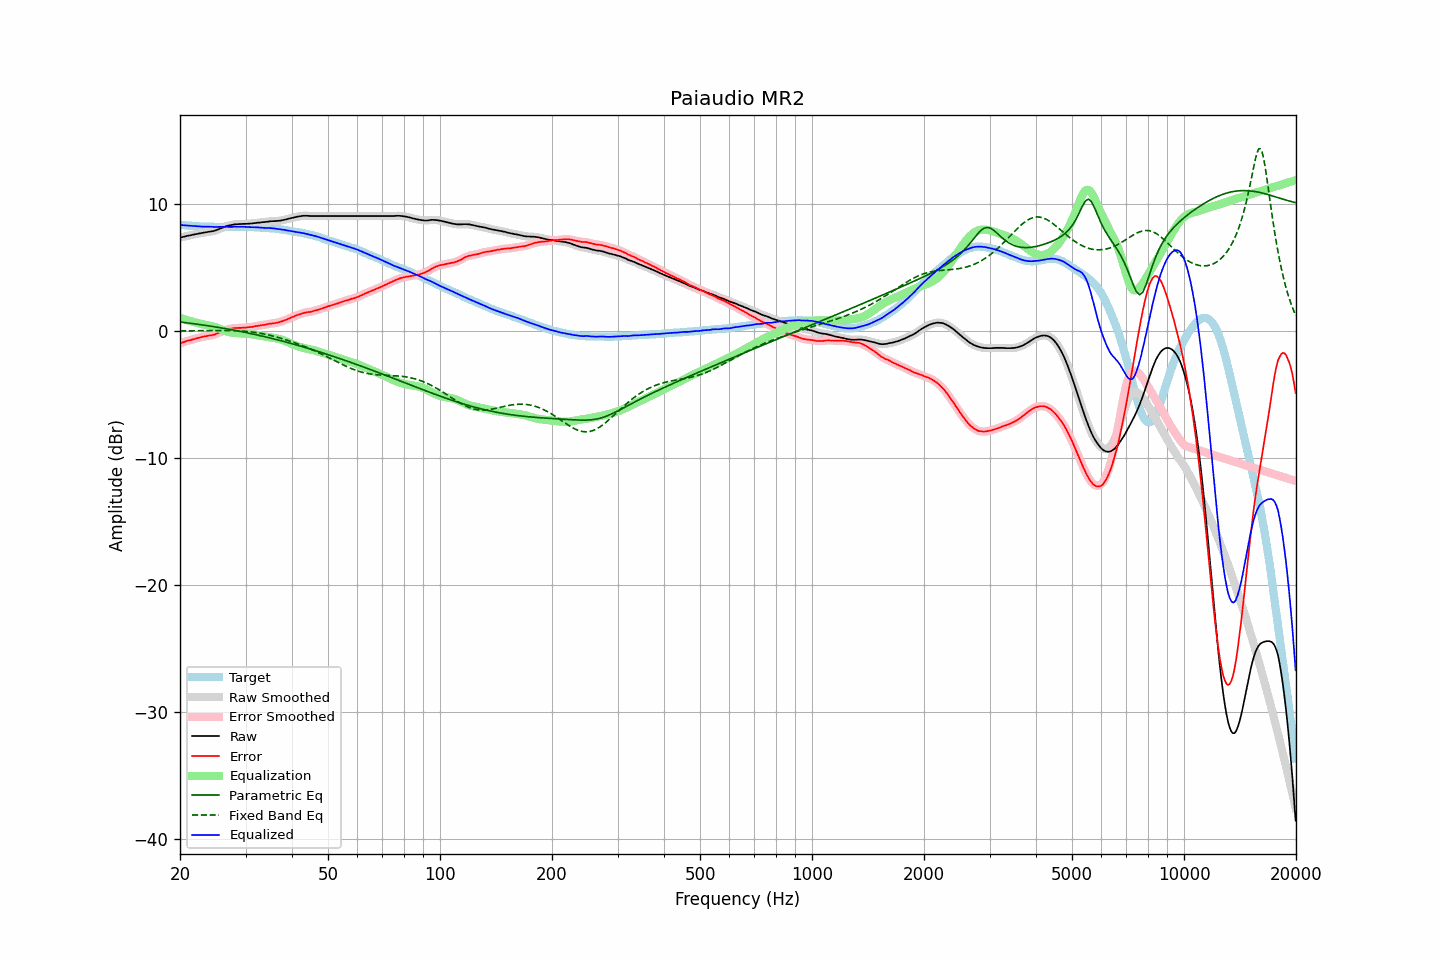 Paiaudio MR2
Amplitude (dBr)
10
0
−10
−20
−30
−40
Target
Raw Smoothed
Error Smoothed
Raw
Error
Equalization
Parametric Eq
Fixed Band Eq
Equalized
20 50 100 200 500 1000 2000 5000 10000 20000
Frequency (Hz)